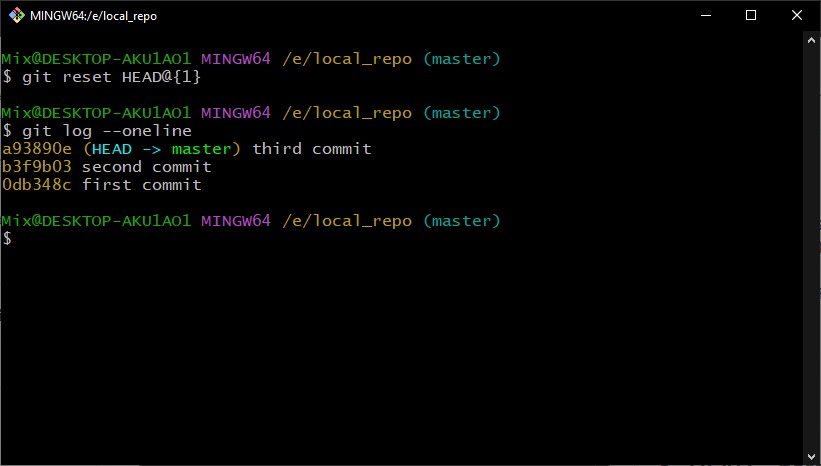 MINGW64:/e/local_repo
Mix@DESKTOP-AKU1AO1 MINGW64 /e/local_repo (master)
$ git reset HEAD@{1}
Mix@DESKTOP-AKU1AO1 MINGW64 /e/local_repo (master)
$ git log --oneline
a93890e (HEAD -> master) third commit
b3f9b03 second commit
0db348c first commit
Mix@DESKTOP-AKU1AO1 MINGW64 /e/local_repo (master)
$